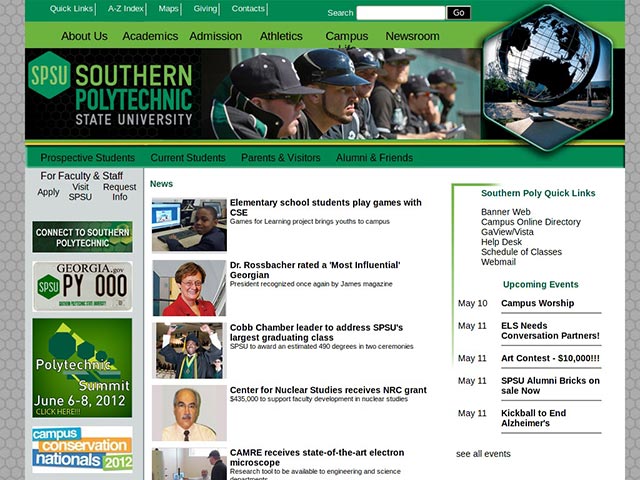 Quick Links
A-Z Index
Maps
Giving
Contacts
Search
Go
About Us
Academics
Admission
Athletics
Campus
Newsroom
SPSU
SOUTHERN
POLYTECHNIC
STATE UNIVERSITY
Prospective Students
Current Students
Parents & Visitors
Alumni & Friends
For Faculty & Staff
Apply
Visit
SPSU
Request
Info
CONNECT TO SOUTHERN
POLYTECHNIC
GEORGIA.gov
SPSU
PY 000
SOUTHERN POLYTECHNIC STATE UNIVERSITY
Polytechnic
Summit
June 6-8, 2012
CLICK HERE!!!
campus
conservation
nationals 2012
News
Elementary school students play games with
CSE
Games for Learning project brings youths to campus
Dr. Rossbacher rated a 'Most Influential'
Georgian
President recognized once again by James magazine
Cobb Chamber leader to address SPSU's
largest graduating class
SPSU to award an estimated 490 degrees in two ceremonies
Center for Nuclear Studies receives NRC grant
$435,000 to support faculty development in nuclear studies
CAMRE receives state-of-the-art electron
microscope
Research tool to be available to engineering and science
departments
Southern Poly Quick Links
Banner Web
Campus Online Directory
GaView/Vista
Help Desk
Schedule of Classes
Webmail
Upcoming Events
May 10 Campus Worship
May 11 ELS Needs
Conversation Partners!
May 11 Art Contest - $10,000!!!
May 11 SPSU Alumni Bricks on
sale Now
May 11 Kickball to End
Alzheimer's
see all events